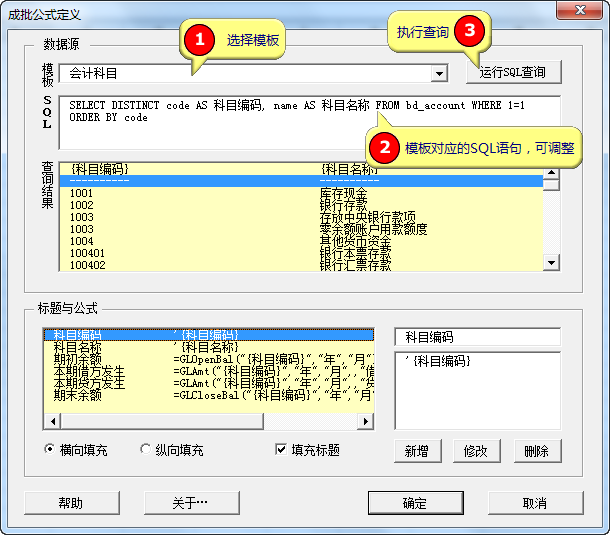 成批公式定义
数据源
1 选择模板
执行查询 3
模板
会计科目
运行SQL查询
SQL
SELECT DISTINCT code AS 科目编码, name AS 科目名称 FROM bd_account WHERE 1=1
ORDER BY code
2 模板对应的SQL语句，可调整
查询结果
{科目编码} {科目名称}
---------- ----------
1001 库存现金
1002 银行存款
1003 存放中央银行款项
1003 零余额账户用款额度
1004 其他货币资金
100401 银行本票存款
100402 银行汇票存款
标题与公式
科目编码 '{科目编码}
科目名称 '{科目名称}
期初余额 =GLOpenBal("{科目编码}","年","月"
本期借方发生 =GLAmt("{科目编码}","年","月",,"借
本期贷方发生 =GLAmt("{科目编码}","年","月",,"贷
期末余额 =GLCloseBal("{科目编码}","年","月"
科目编码
'{科目编码}
横向填充 纵向填充 填充标题
新增 修改 删除
帮助 关于… 确定 取消